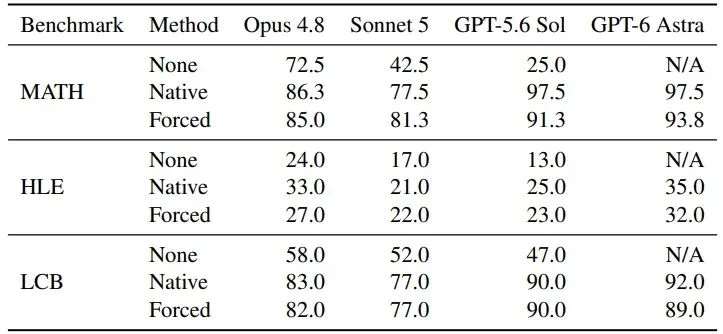 Benchmark Method Opus 4.8 Sonnet 5 GPT-5.6 Sol GPT-6 Astra
None 72.5 42.5 25.0 N/A
MATH Native 86.3 77.5 97.5 97.5
Forced 85.0 81.3 91.3 93.8
None 24.0 17.0 13.0 N/A
HLE Native 33.0 21.0 25.0 35.0
Forced 27.0 22.0 23.0 32.0
None 58.0 52.0 47.0 N/A
LCB Native 83.0 77.0 90.0 92.0
Forced 82.0 77.0 90.0 89.0